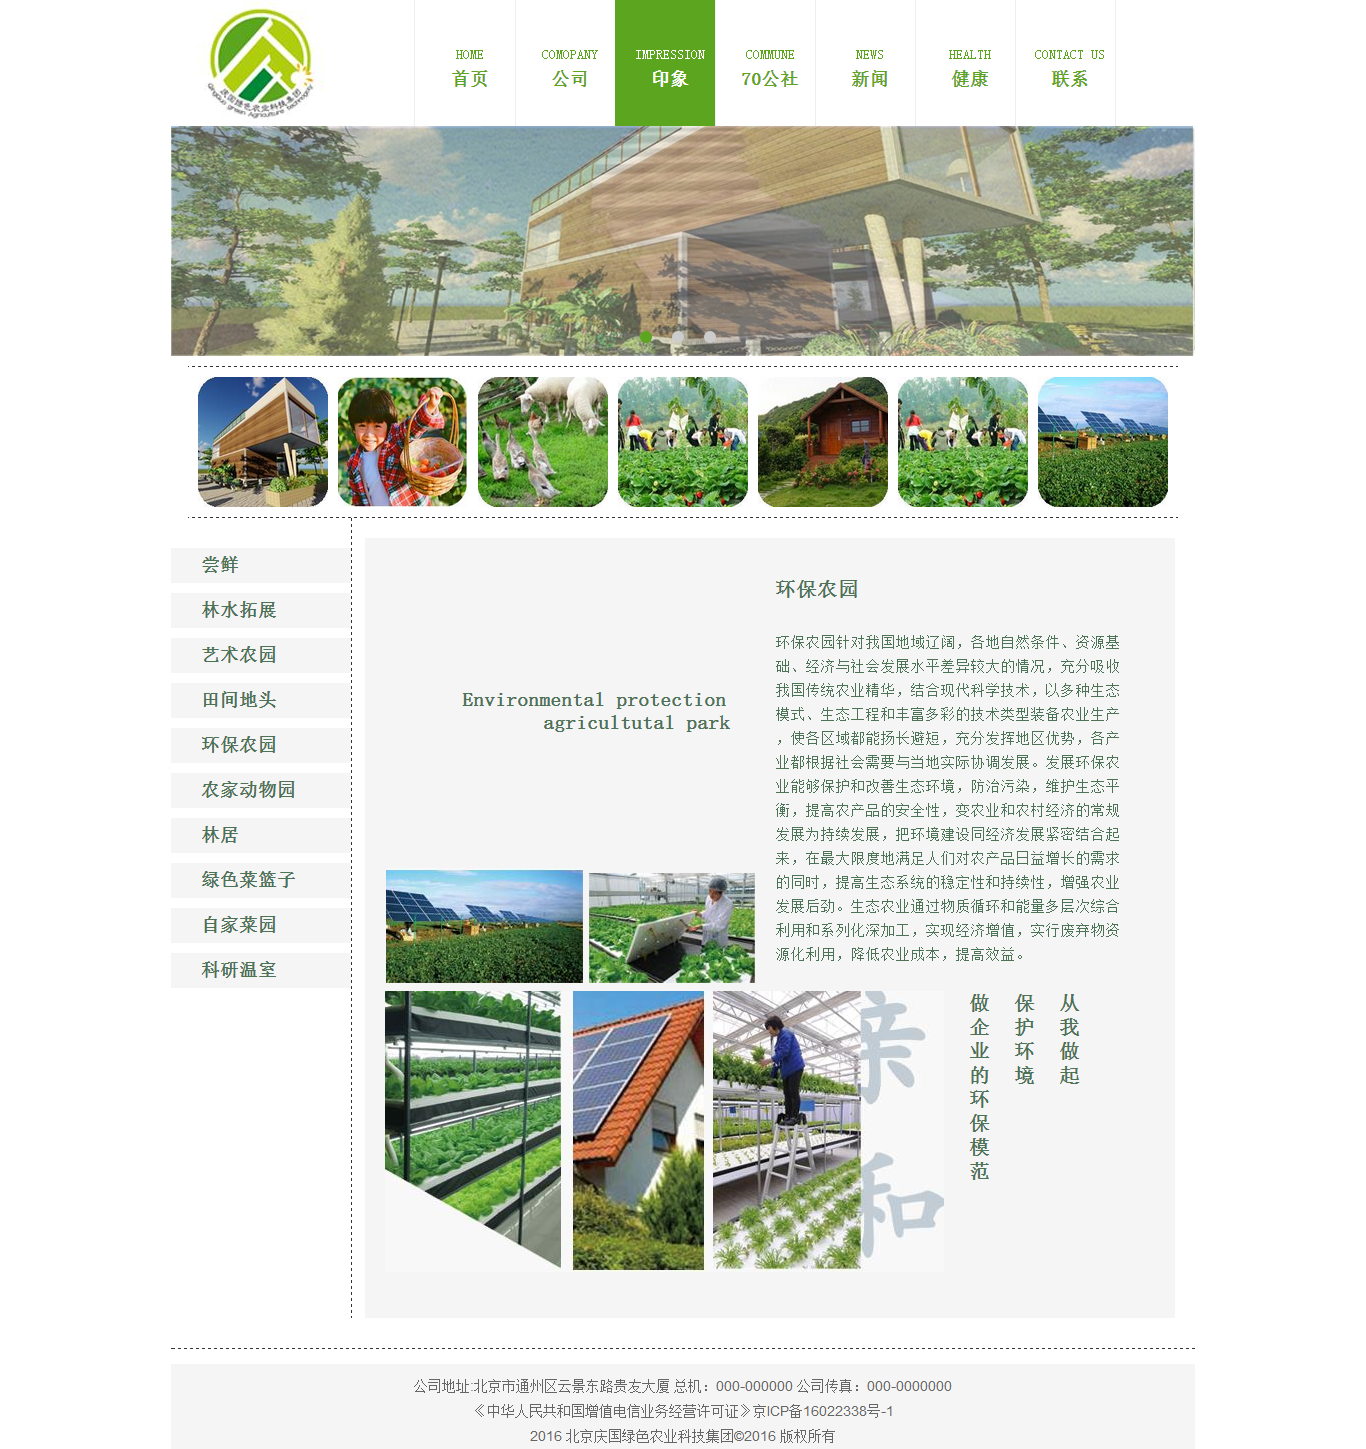 庆国绿色农业科技集团
Qingguo green Agriculture technology
HOME
首页
COMOPANY
公司
IMPRESSION
印象
COMMUNE
70公社
NEWS
新闻
HEALTH
健康
CONTACT US
联系
尝鲜
林水拓展
艺术农园
田间地头
环保农园
农家动物园
林居
绿色菜篮子
自家菜园
科研温室
Environmental protection
agricultutal park
环保农园
环保农园针对我国地域辽阔，各地自然条件、资源基
础、经济与社会发展水平差异较大的情况，充分吸收
我国传统农业精华，结合现代科学技术，以多种生态
模式、生态工程和丰富多彩的技术类型装备农业生产
，使各区域都能扬长避短，充分发挥地区优势，各产
业都根据社会需要与当地实际协调发展。发展环保农
业能够保护和改善生态环境，防治污染，维护生态平
衡，提高农产品的安全性，变农业和农村经济的常规
发展为持续发展，把环境建设同经济发展紧密结合起
来，在最大限度地满足人们对农产品日益增长的需求
的同时，提高生态系统的稳定性和持续性，增强农业
发展后劲。生态农业通过物质循环和能量多层次综合
利用和系列化深加工，实现经济增值，实行废弃物资
源化利用，降低农业成本，提高效益。
亲和
从我做起
保护环境
做企业的环保模范
公司地址:北京市通州区云景东路贵友大厦 总机：000-000000 公司传真：000-0000000
《中华人民共和国增值电信业务经营许可证》京ICP备16022338号-1
2016 北京庆国绿色农业科技集团©2016 版权所有